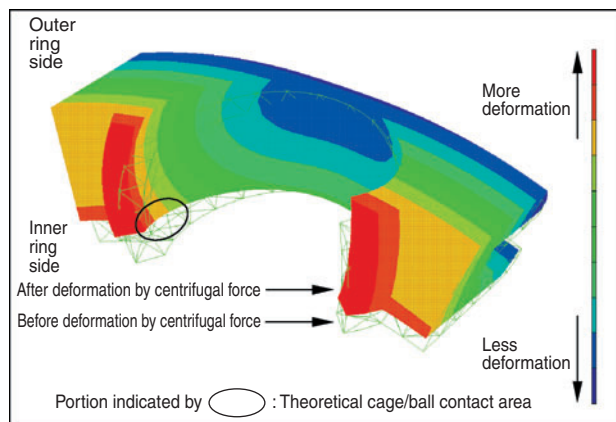 Outer
ring
side
More
deformation
Inner
ring
side
After deformation by centrifugal force
Before deformation by centrifugal force
Less
deformation
Portion indicated by : Theoretical cage/ball contact area